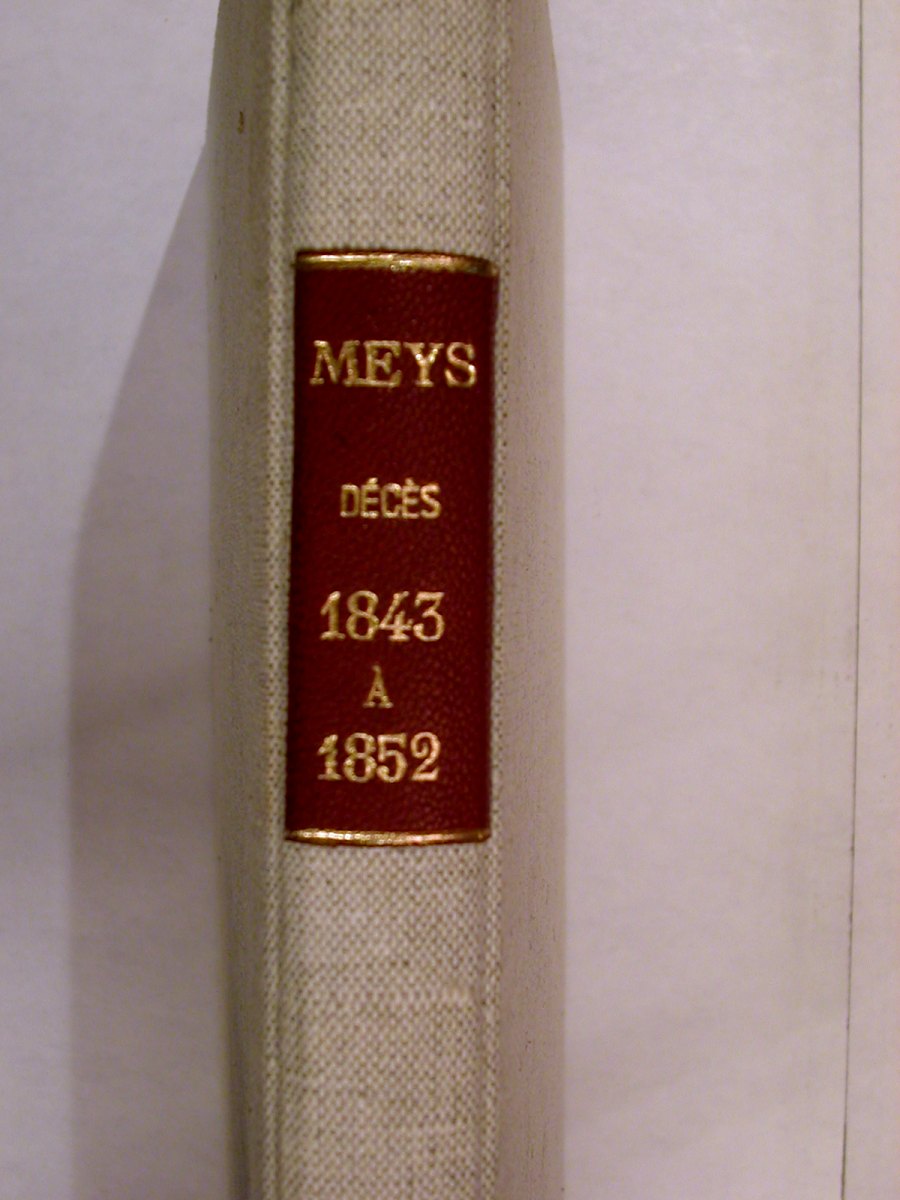 MEYS
DÉCÈS
1843
À
1852